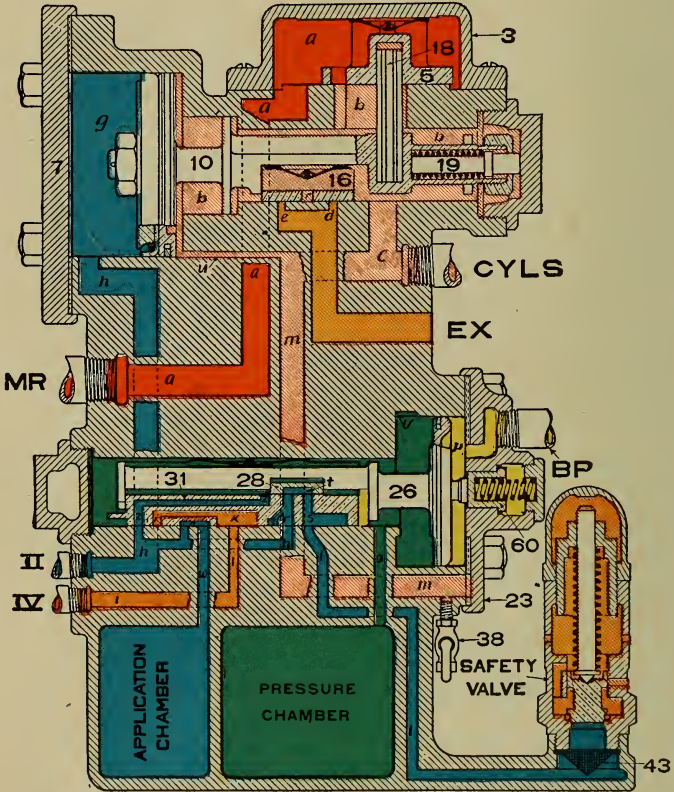 a
18
3
5
a
b
g
10
b
19
7
b
16
e
d
c
CYLS
h
u
a
m
EX
MR
a
BP
31
28
t
26
p
60
k
s
II
h
IV
i
l
m
23
38
APPLICATION
CHAMBER
PRESSURE
CHAMBER
SAFETY
VALVE
43